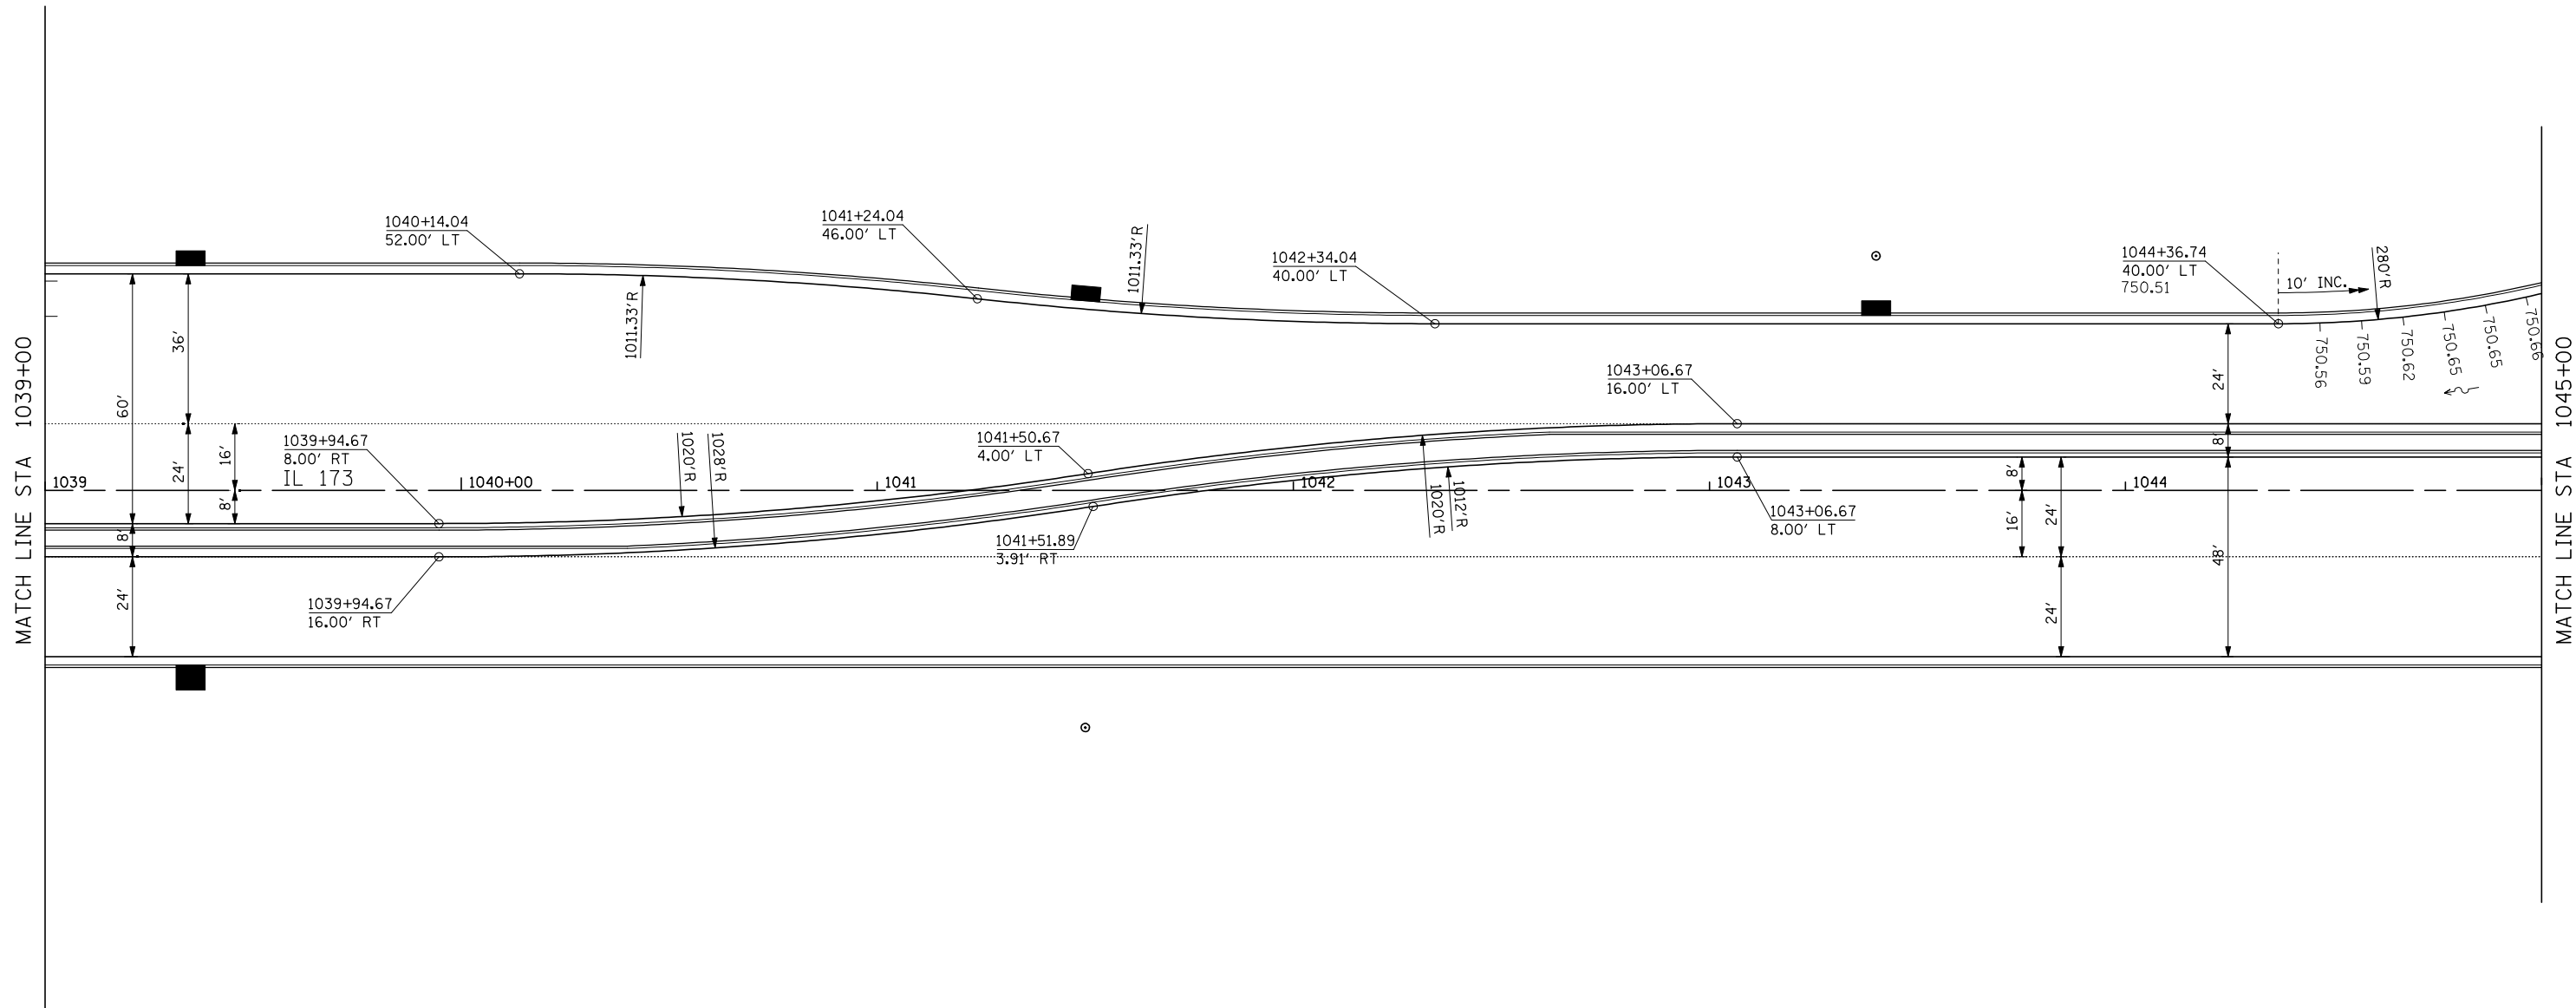 MATCH LINE STA 1039+00
1040+14.04
52.00' LT
1041+24.04
46.00' LT
1011.33'R
1011.33'R
1042+34.04
40.00' LT
1044+36.74
40.00' LT
750.51
10' INC.
280'R
750.56
750.59
750.62
750.65
750.65
750.66
36'
60'
24'
16'
8'
8'
24'
1039+94.67
8.00' RT
IL 173
1039
1040+00
1041
1042
1043
1044
1020'R
1028'R
1041+50.67
4.00' LT
1043+06.67
16.00' LT
1020'R
1012'R
1041+51.89
3.91' RT
1043+06.67
8.00' LT
1039+94.67
16.00' RT
24'
8'
8'
16'
24'
48'
24'
MATCH LINE STA 1045+00